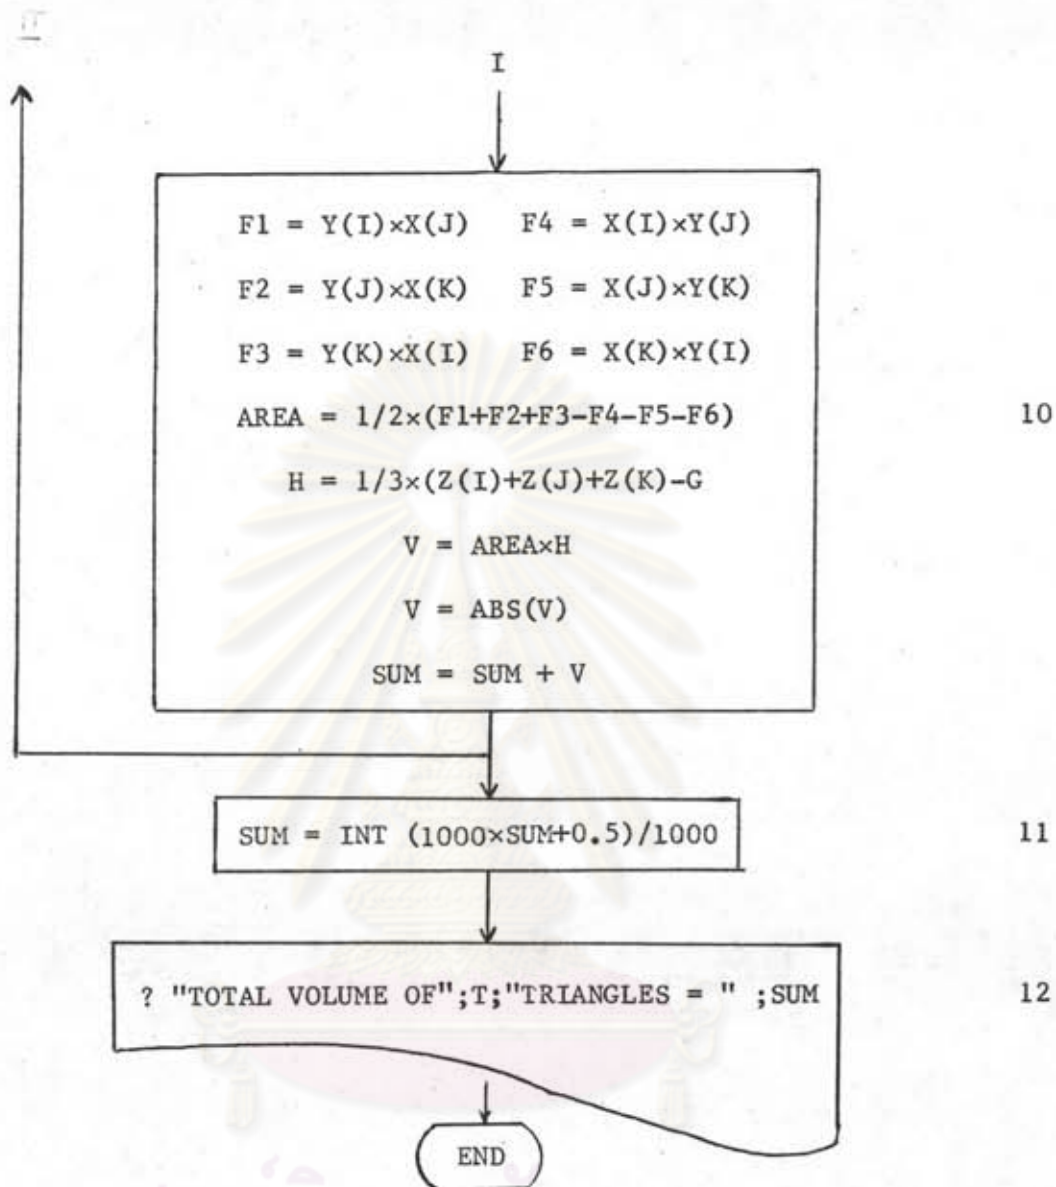 I
F1 = Y(I)×X(J) F4 = X(I)×Y(J)
F2 = Y(J)×X(K) F5 = X(J)×Y(K)
F3 = Y(K)×X(I) F6 = X(K)×Y(I)
AREA = 1/2×(F1+F2+F3-F4-F5-F6) 10
H = 1/3×(Z(I)+Z(J)+Z(K)-G
V = AREA×H
V = ABS(V)
SUM = SUM + V
SUM = INT (1000×SUM+0.5)/1000 11
? "TOTAL VOLUME OF";T;"TRIANGLES = " ;SUM 12
END